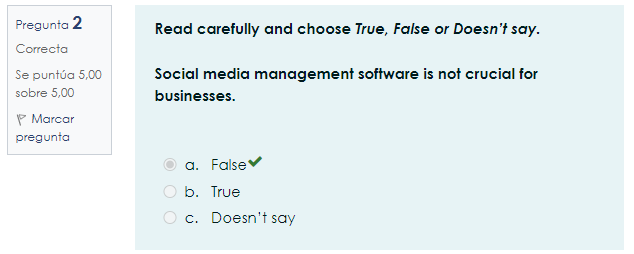 Pregunta 2
Correcta
Se puntúa 5,00
sobre 5,00
Marcar
pregunta
Read carefully and choose True, False or Doesn't say.
Social media management software is not crucial for
businesses.
a. False
b. True
c. Doesn't say